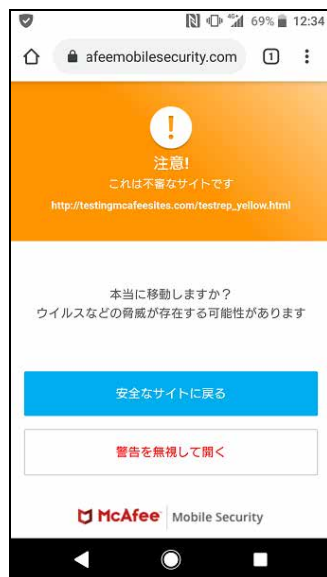 69% 12:34
afeemobilesecurity.com 1
!
注意!
これは不審なサイトです
http://testingmcafeesites.com/testrep_yellow.html
本当に移動しますか？
ウイルスなどの脅威が存在する可能性があります
安全なサイトに戻る
警告を無視して開く
McAfee Mobile Security